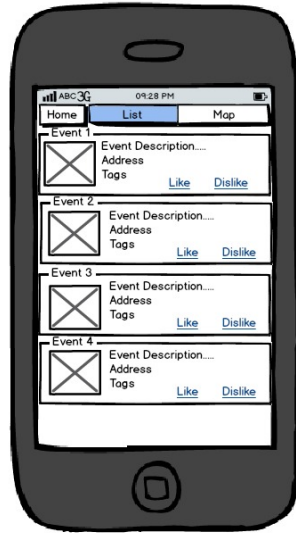 ABC 3G 09:28 PM
Home List Map
Event 1
Event Description.....
Address
Tags
Like Dislike
Event 2
Event Description.....
Address
Tags
Like Dislike
Event 3
Event Description.....
Address
Tags
Like Dislike
Event 4
Event Description.....
Address
Tags
Like Dislike